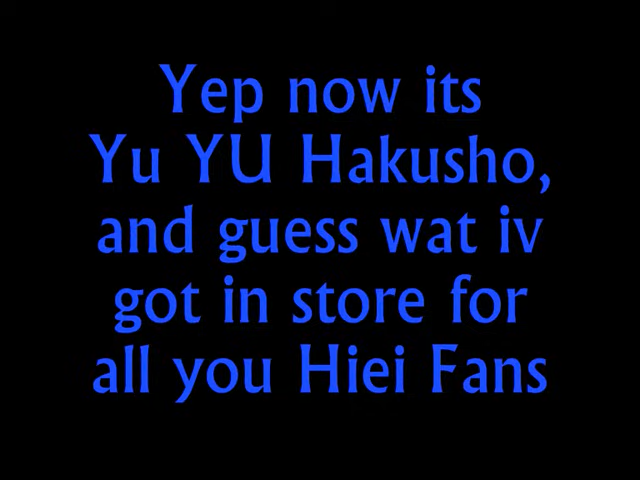 Yep now its
Yu YU Hakusho,
and guess wat iv
got in store for
all you Hiei Fans